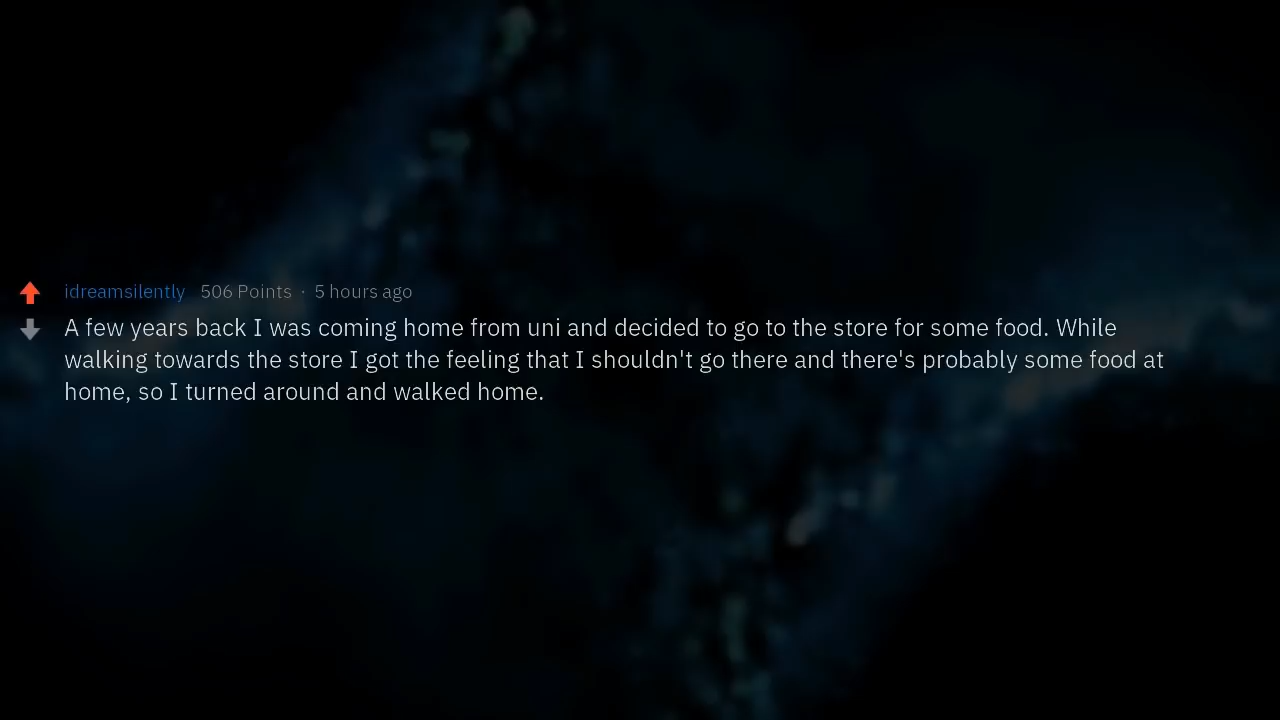 idreamsilently 506 Points · 5 hours ago
A few years back I was coming home from uni and decided to go to the store for some food. While
walking towards the store I got the feeling that I shouldn't go there and there's probably some food at
home, so I turned around and walked home.